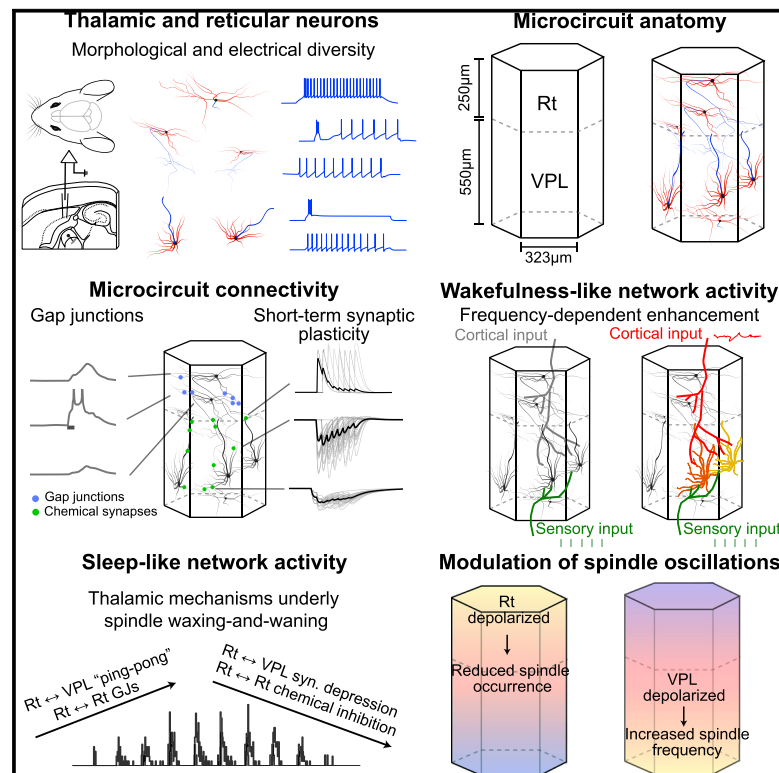 Thalamic and reticular neurons
Morphological and electrical diversity
Microcircuit anatomy
250µm
550µm
Rt
VPL
323µm
Microcircuit connectivity
Gap junctions
Short-term synaptic
plasticity
Gap junctions
Chemical synapses
Wakefulness-like network activity
Frequency-dependent enhancement
Cortical input
Cortical input
Sensory input
Sensory input
Sleep-like network activity
Thalamic mechanisms underly
spindle waxing-and-waning
Rt ↔ VPL “ping-pong”
Rt ↔ Rt GJs
Rt ↔ VPL syn. depression
Rt ↔ Rt chemical inhibition
Modulation of spindle oscillations
Rt
depolarized
Reduced spindle
occurrence
VPL
depolarized
Increased spindle
frequency